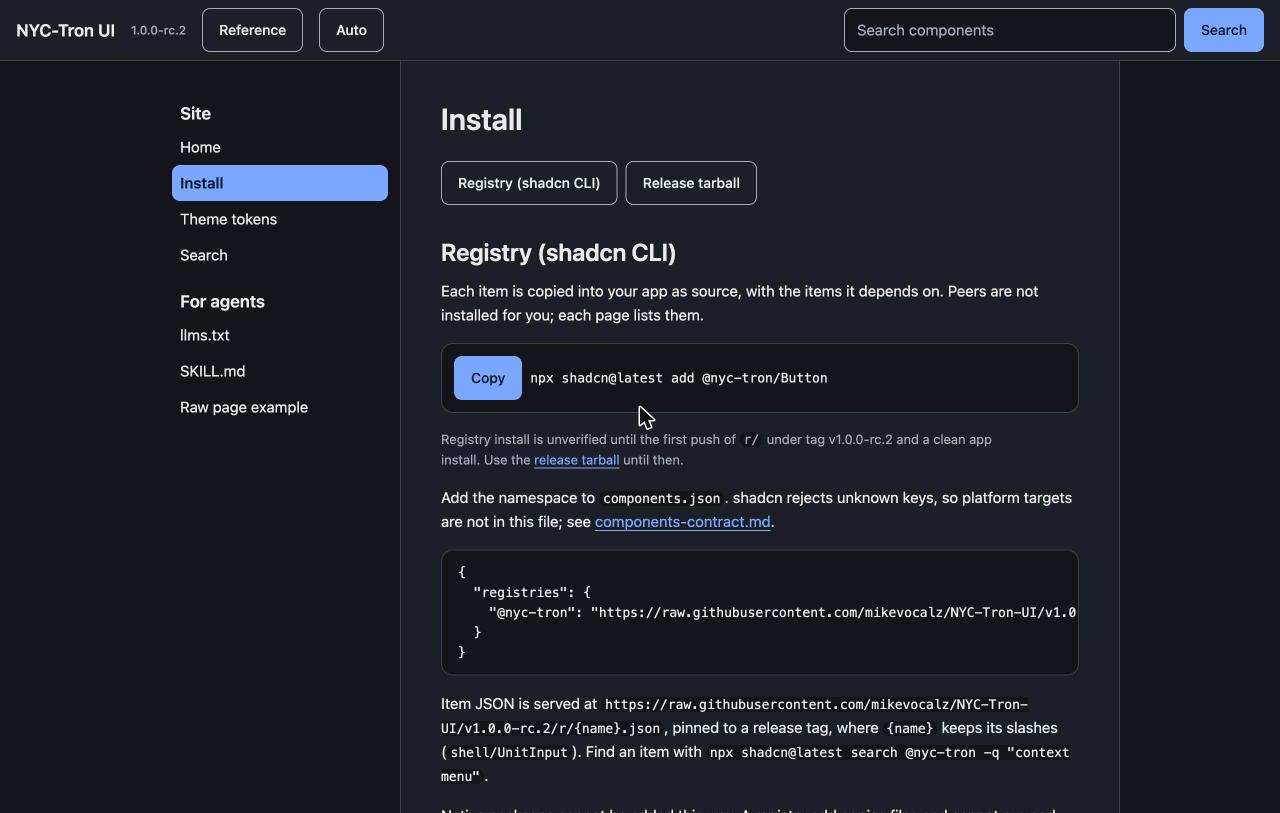 NYC-Tron UI 1.0.0-rc.2 Reference Auto Search components Search
Site
Home
Install
Theme tokens
Search
For agents
llms.txt
SKILL.md
Raw page example
Install
Registry (shadcn CLI) Release tarball
Registry (shadcn CLI)
Each item is copied into your app as source, with the items it depends on. Peers are not
installed for you; each page lists them.
Copy npx shadcn@latest add @nyc-tron/Button
Registry install is unverified until the first push of r/ under tag v1.0.0-rc.2 and a clean app
install. Use the release tarball until then.
Add the namespace to components.json. shadcn rejects unknown keys, so platform targets
are not in this file; see components-contract.md.
{
"registries": {
"@nyc-tron": "https://raw.githubusercontent.com/mikevocalz/NYC-Tron-UI/v1.0
}
}
Item JSON is served at https://raw.githubusercontent.com/mikevocalz/NYC-Tron-
UI/v1.0.0-rc.2/r/{name}.json, pinned to a release tag, where {name} keeps its slashes
(shell/UnitInput). Find an item with npx shadcn@latest search @nyc-tron -q "context
menu".